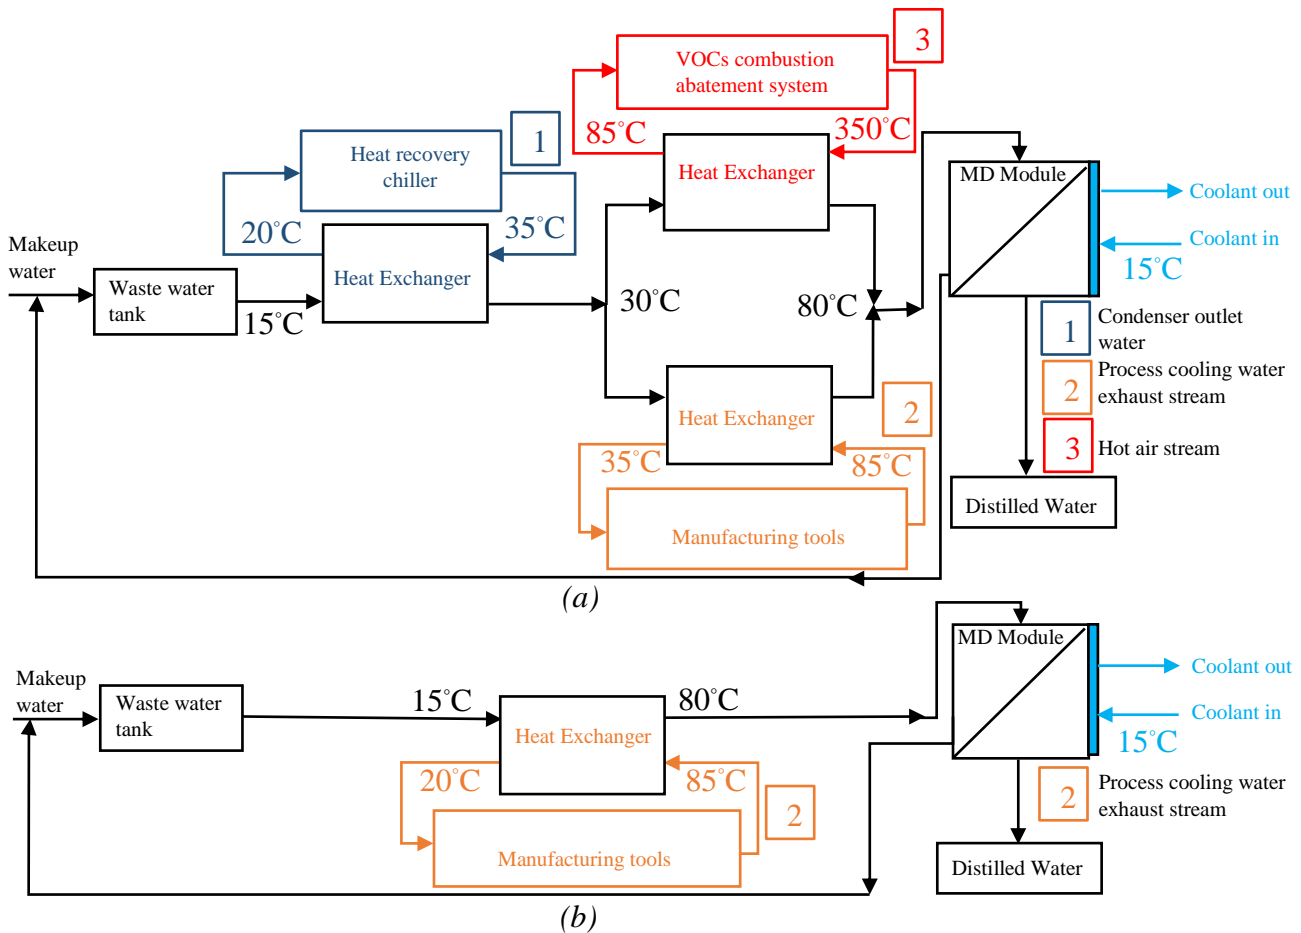 3
VOCs combustion
abatement system
85°C
350°C
1
Heat recovery
chiller
Heat Exchanger
MD Module
Coolant out
20°C
35°C
Coolant in
15°C
Makeup
water
Heat Exchanger
Waste water
tank
15°C
30°C
80°C
1
Condenser outlet
water
2
Process cooling water
exhaust stream
3
Hot air stream
Heat Exchanger
2
35°C
85°C
Manufacturing tools
Distilled Water
(a)
MD Module
Coolant out
Makeup
water
Waste water
tank
15°C
80°C
Coolant in
15°C
Heat Exchanger
20°C
85°C
2
Manufacturing tools
2
Process cooling water
exhaust stream
Distilled Water
(b)